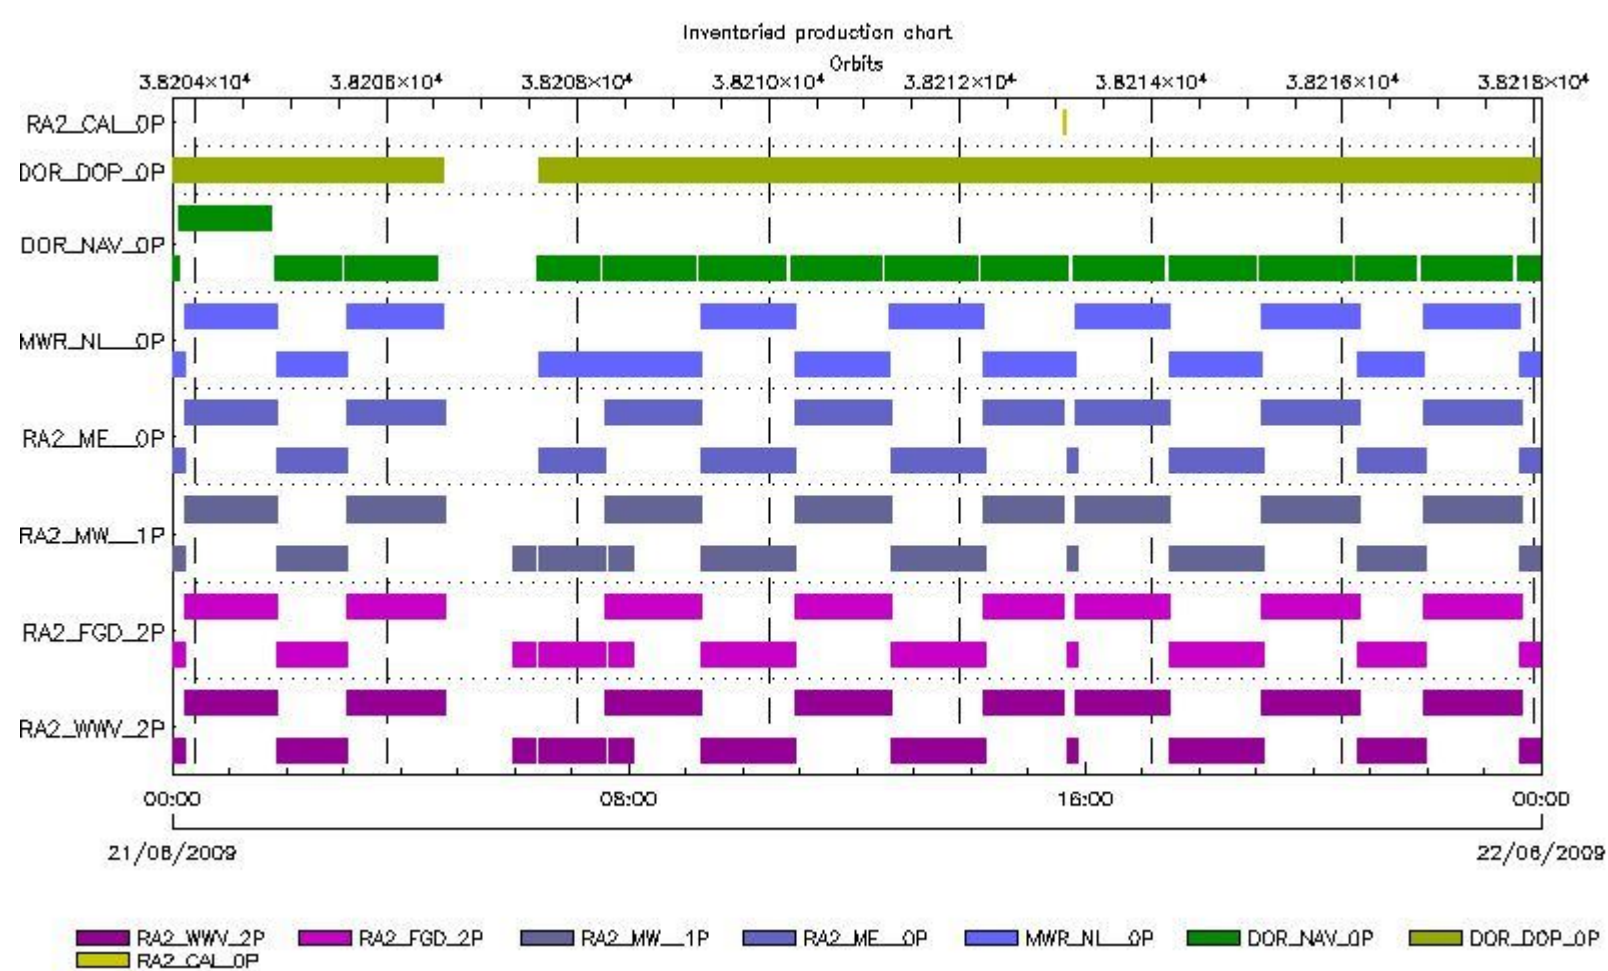 Inventoried production chart
Orbits
3.8204×10⁴ 3.8206×10⁴ 3.8208×10⁴ 3.8210×10⁴ 3.8212×10⁴ 3.8214×10⁴ 3.8216×10⁴ 3.8218×10⁴
RA2_CAL_0P
DOR_DOP_0P
DOR_NAV_0P
MWR_NL__0P
RA2_ME__0P
RA2_MW__1P
RA2_FGD_2P
RA2_WWV_2P
00:00 08:00 16:00 00:00
21/06/2009 22/06/2009
RA2_WWV_2P RA2_FGD_2P RA2_MW__1P RA2_ME__0P MWR_NL__0P DOR_NAV_0P DOR_DOP_0P
RA2_CAL_0P